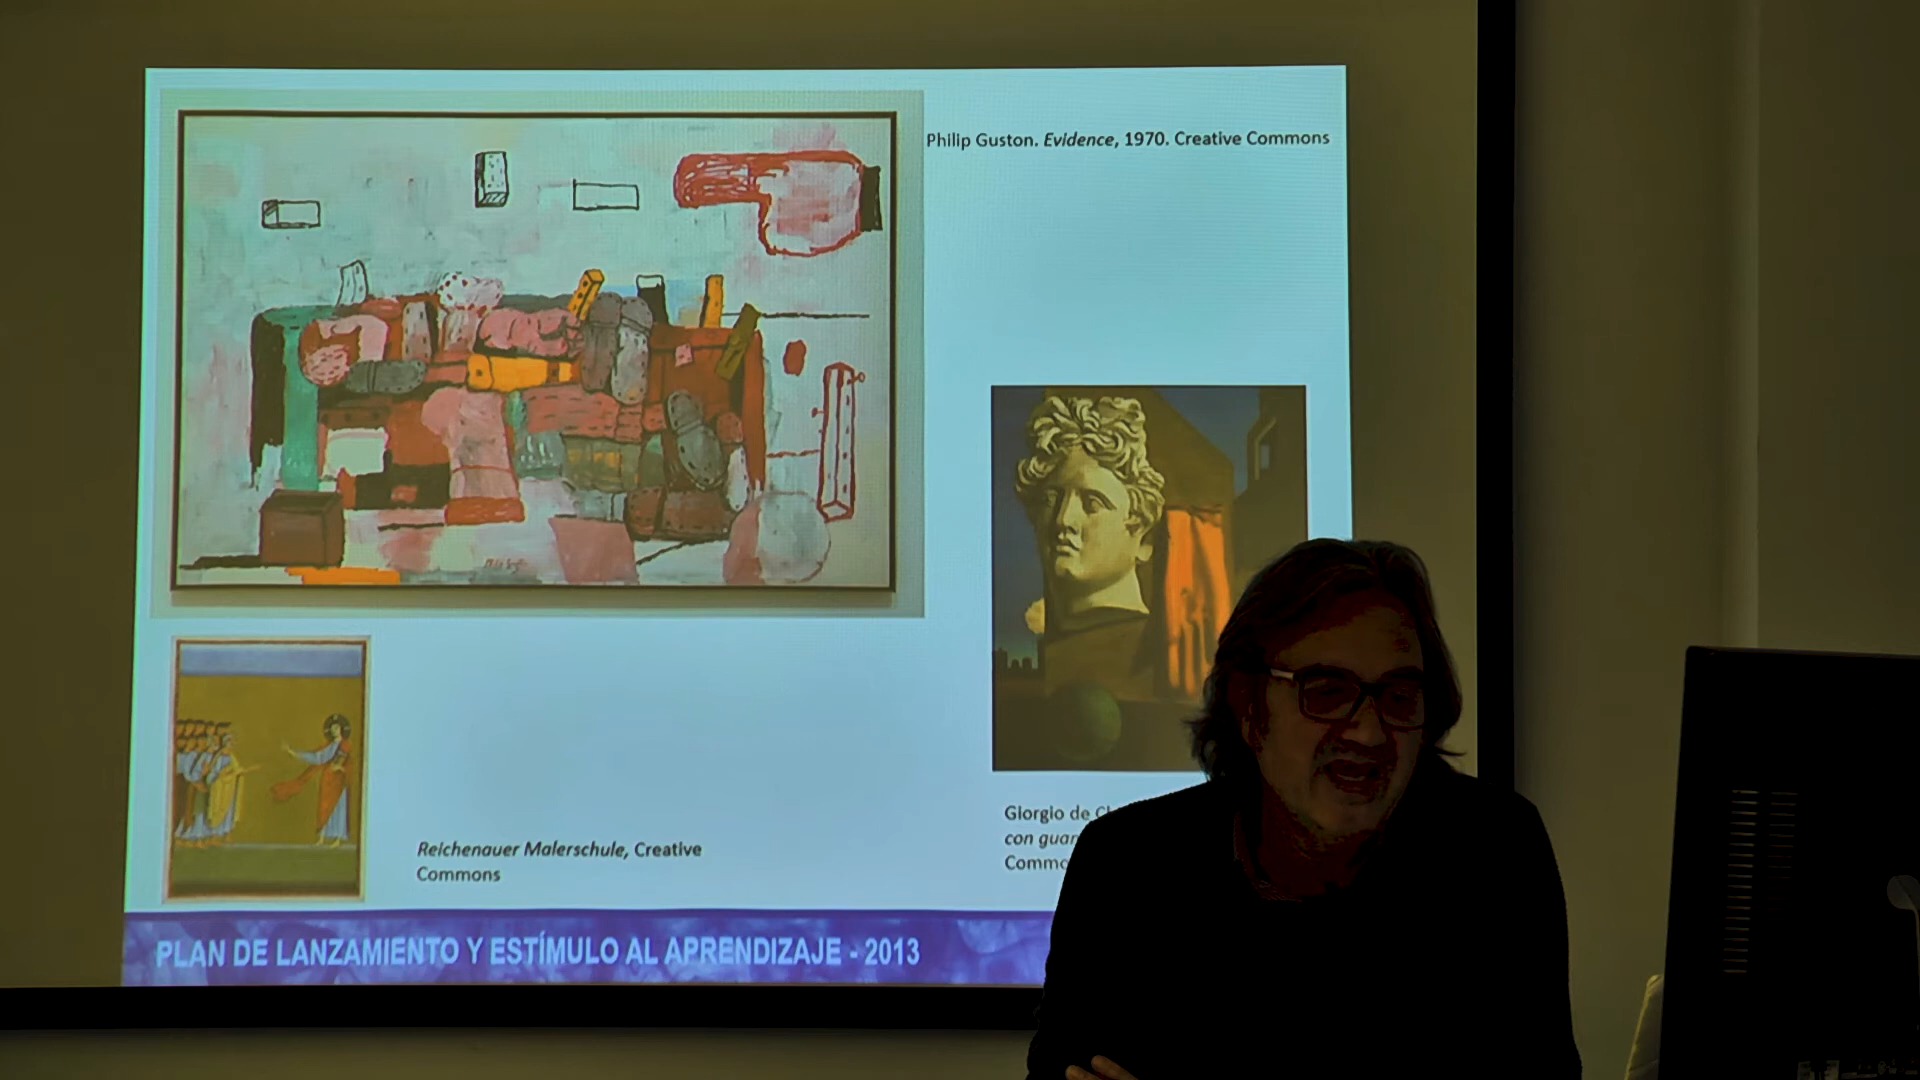 Philip Guston. Evidence, 1970. Creative Commons
Giorgio de
con
Reichenauer Malerschule, Creative
Commons
PLAN DE LANZAMIENTO Y ESTÍMULO AL APRENDIZAJE - 2013